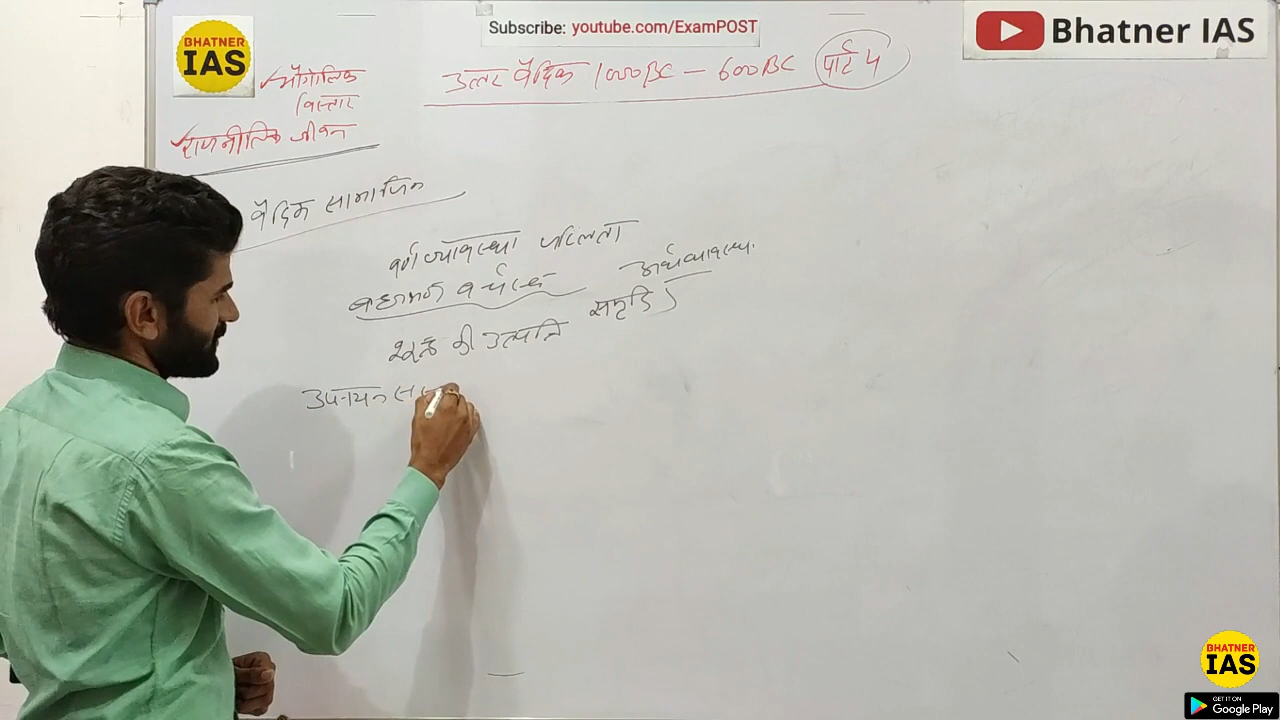 Subscribe: youtube.com/ExamPOST
Bhatner IAS
BHATNER
IAS
उत्तर वैदिक 1000BC – 600BC पार्ट 4
भौगोलिक
विस्तार
राजनीतिक जीवन
वैदिक सामाजिक
वर्ण व्यवस्था जटिलता
वर्चस्व
अर्थव्यवस्था
समृद्धि
की उत्पत्ति
उपनयन
BHATNER
IAS
GET IT ON
Google Play